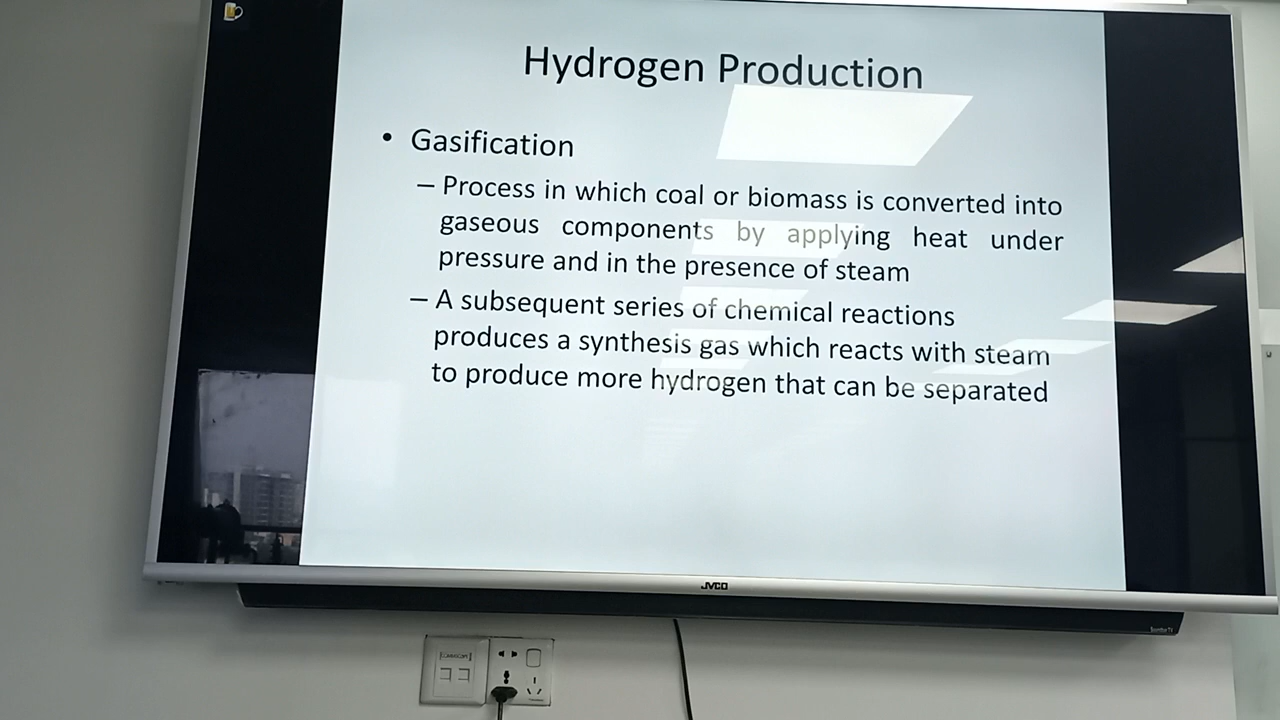 Hydrogen Production
• Gasification
– Process in which coal or biomass is converted into
gaseous components by applying heat under
pressure and in the presence of steam
– A subsequent series of chemical reactions
produces a synthesis gas which reacts with steam
to produce more hydrogen that can be separated
JVCO